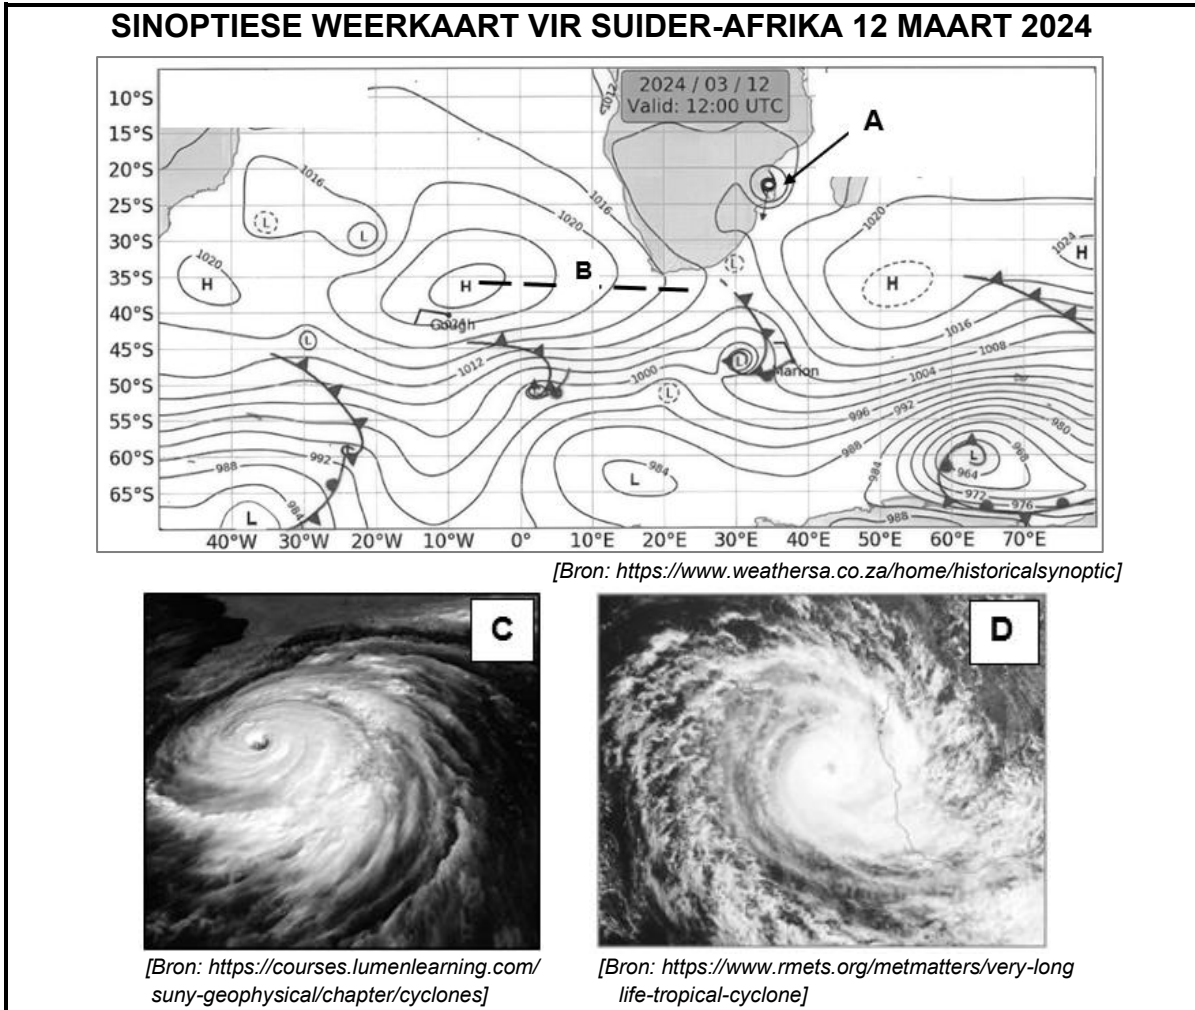 SINOPTIESE WEERKAART VIR SUIDER-AFRIKA 12 MAART 2024
2024 / 03 / 12
Valid: 12:00 UTC
1012
A
10°S
15°S
20°S
25°S
30°S
35°S
40°S
45°S
50°S
55°S
60°S
65°S
1016
1016
1020
1020
1024
L
L
L
1020
H
H
B
H
H
Gough
1016
L
1012
1000
L
Marion
1008
1004
L
996
992
980
992
988
988
984
984
L
984
L
L
968
964
972
976
988
40°W
30°W
20°W
10°W
0°
10°E
20°E
30°E
40°E
50°E
60°E
70°E
[Bron: https://www.weathersa.co.za/home/historicalsynoptic]
C
D
[Bron: https://courses.lumenlearning.com/
suny-geophysical/chapter/cyclones]
[Bron: https://www.rmets.org/metmatters/very-long
life-tropical-cyclone]